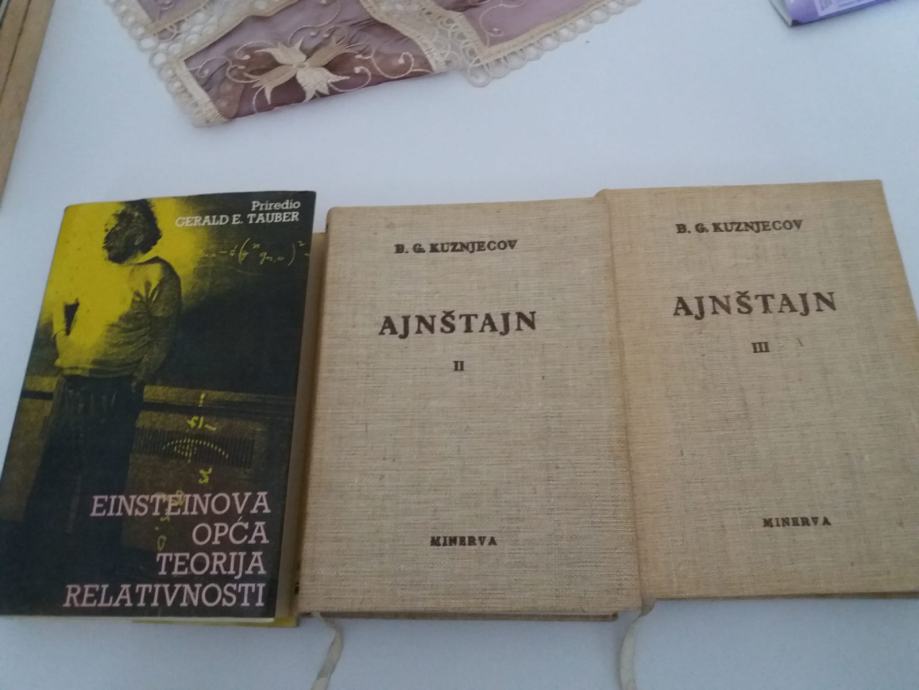 Priredio
GERALD E. TAUBER
EINSTEINOVA
OPĆA
TEORIJA
RELATIVNOSTI
B. G. KUZNJECOV
AJNŠTAJN
II
MINERVA
B. G. KUZNJECOV
AJNŠTAJN
III
MINERVA